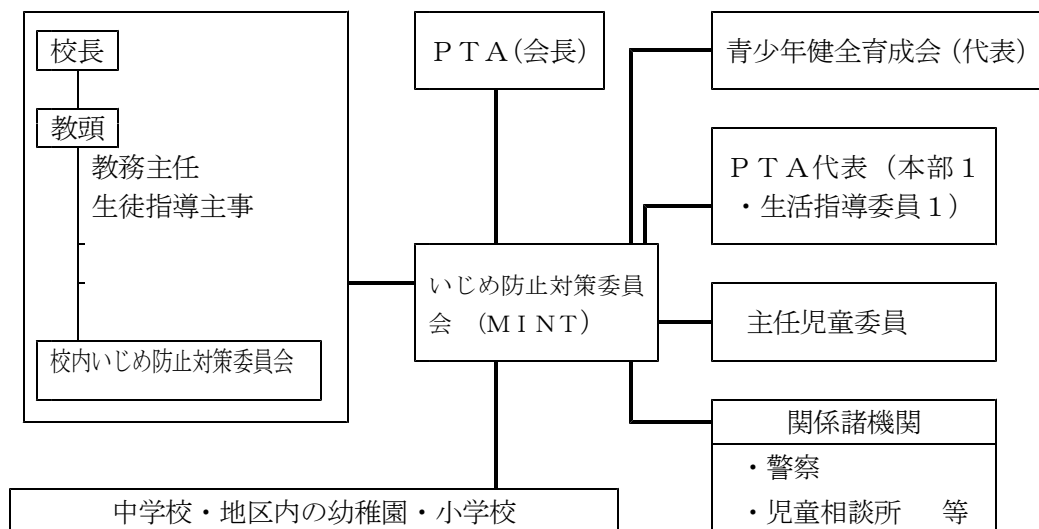 校長
教頭
教務主任
生徒指導主事
校内いじめ防止対策委員会
ＰＴＡ(会長)
いじめ防止対策委員
会　(ＭＩＮＴ)
中学校・地区内の幼稚園・小学校
青少年健全育成会（代表）
ＰＴＡ代表（本部１
・生活指導委員１）
主任児童委員
関係諸機関
・警察
・児童相談所　等